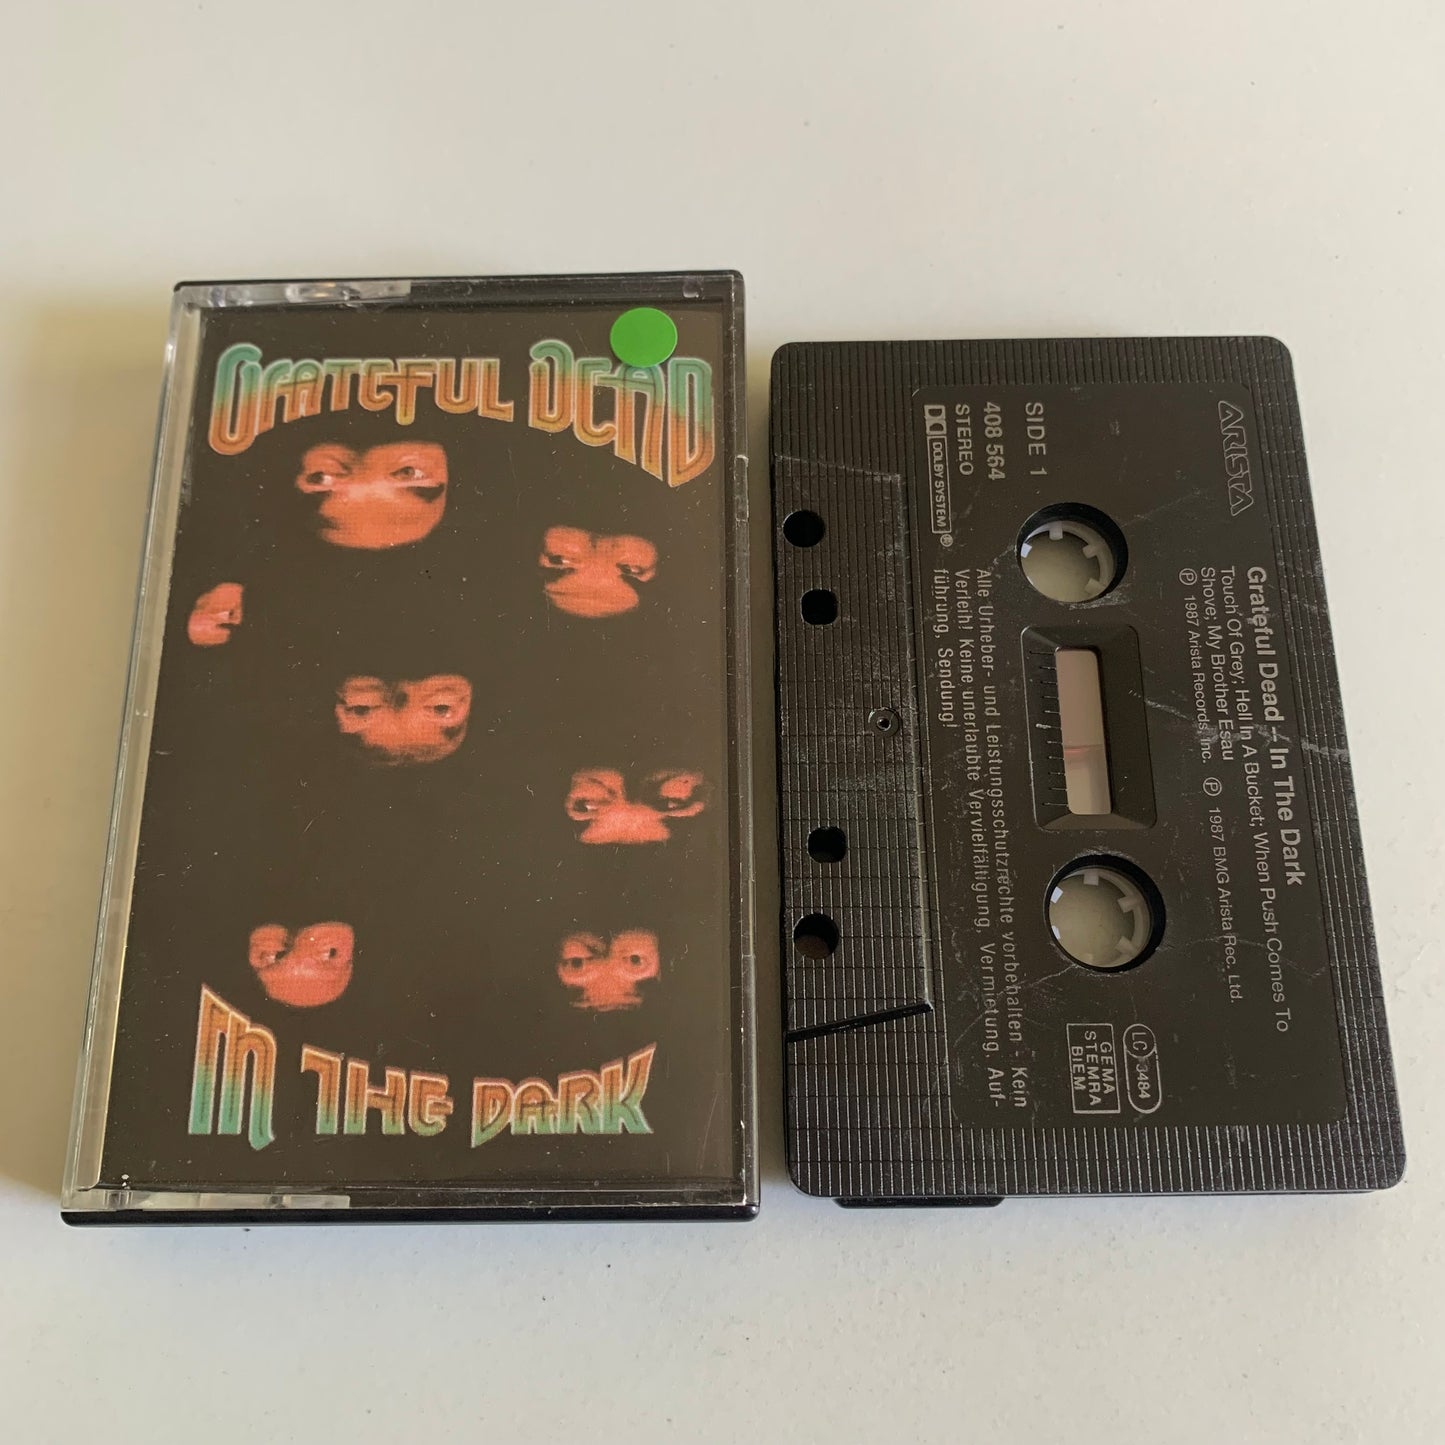 GRATEFUL DEAD
IN THE DARK
ARISTA
Grateful Dead – In The Dark
Touch Of Grey; Hell In A Bucket; When Push Comes To
Shove; My Brother Esau
℗ 1987 Arista Records, Inc. ℗ 1987 BMG Arista Rec. Ltd.
SIDE 1
408 564
STEREO
DOLBY SYSTEM ®
LC 3484
GEMA
STEMRA
BIEM
Alle Urheber- und Leistungsschutzrechte vorbehalten - Kein
Verleih! Keine unerlaubte Vervielfältigung, Vermietung, Auf-
führung, Sendung!